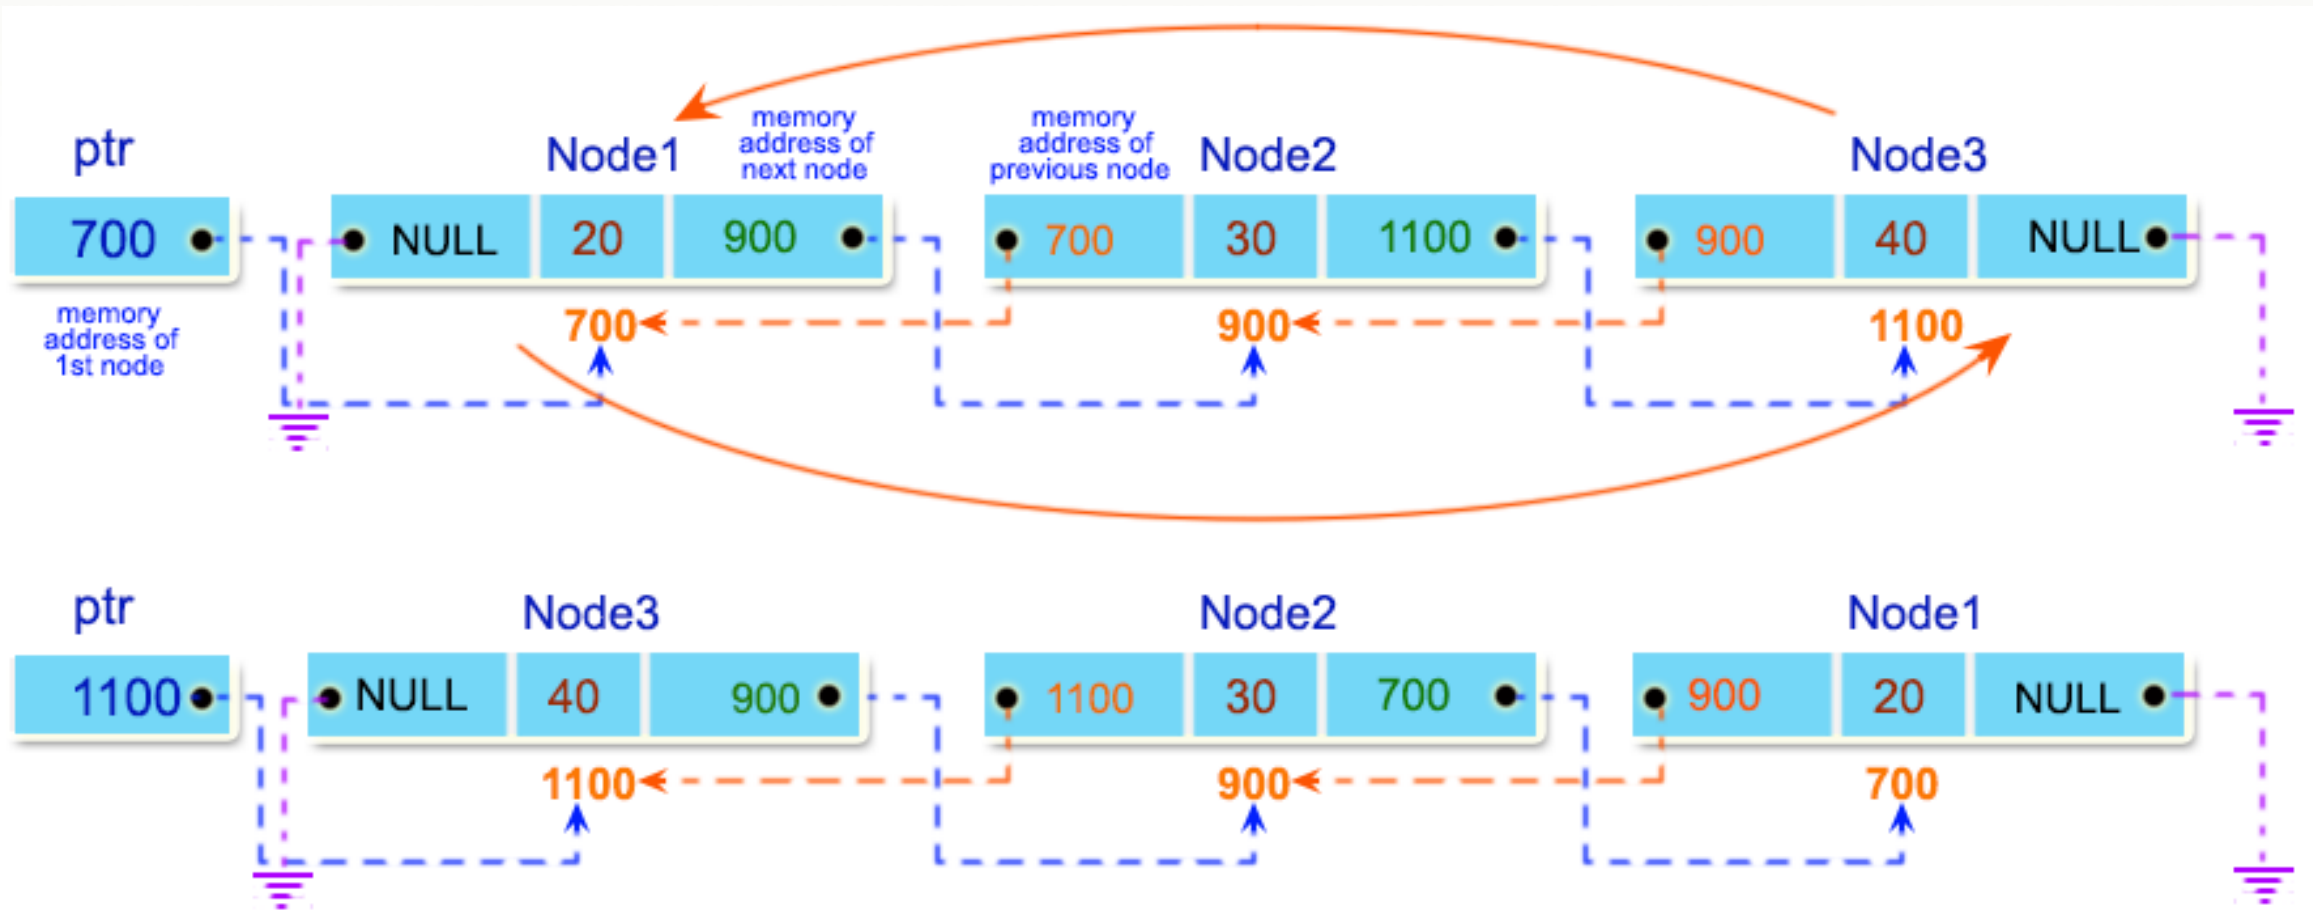 memory
address of
next node
memory
address of
previous node
ptr
Node1
Node2
Node3
700
NULL
20
900
700
30
1100
900
40
NULL
memory
address of
1st node
700
900
1100
ptr
Node3
Node2
Node1
1100
NULL
40
900
1100
30
700
900
20
NULL
1100
900
700